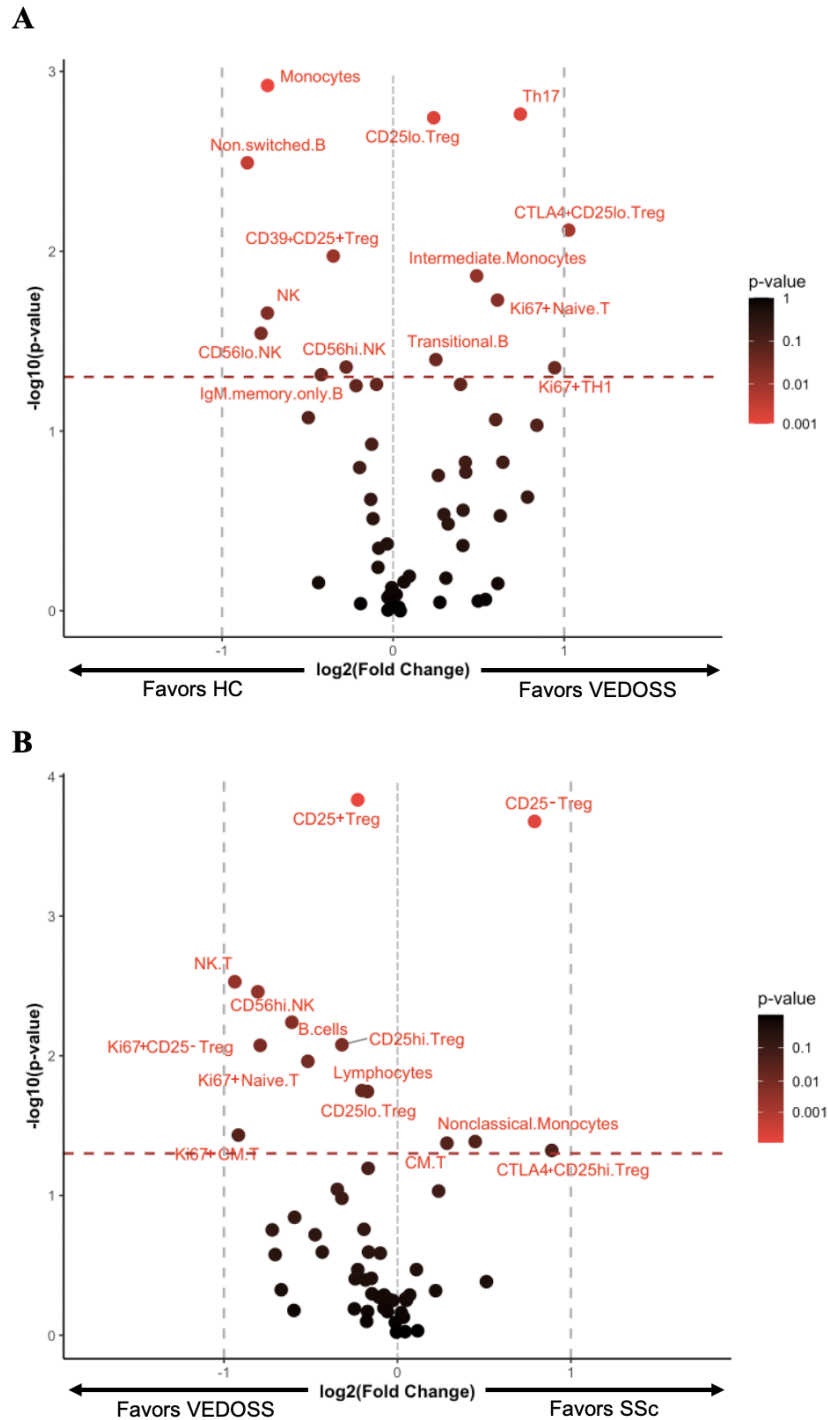 A
3
2
1
0
-log10(p-value)
Monocytes
Th17
CD25lo.Treg
Non.switched.B
CTLA4+CD25lo.Treg
CD39+CD25+Treg
Intermediate.Monocytes
NK
Ki67+Naive.T
CD56lo.NK
CD56hi.NK
Transitional.B
IgM.memory.only.B
Ki67+TH1
p-value
1
0.1
0.01
0.001
-1
0
1
log2(Fold Change)
Favors HC
Favors VEDOSS
B
4
3
2
1
0
-log10(p-value)
CD25+Treg
CD25-Treg
NK.T
CD56hi.NK
B.cells
CD25hi.Treg
Ki67+CD25-Treg
Ki67+Naive.T
Lymphocytes
CD25lo.Treg
Nonclassical.Monocytes
Ki67+CM.T
CM.T
CTLA4+CD25hi.Treg
p-value
0.1
0.01
0.001
-1
0
1
log2(Fold Change)
Favors VEDOSS
Favors SSc